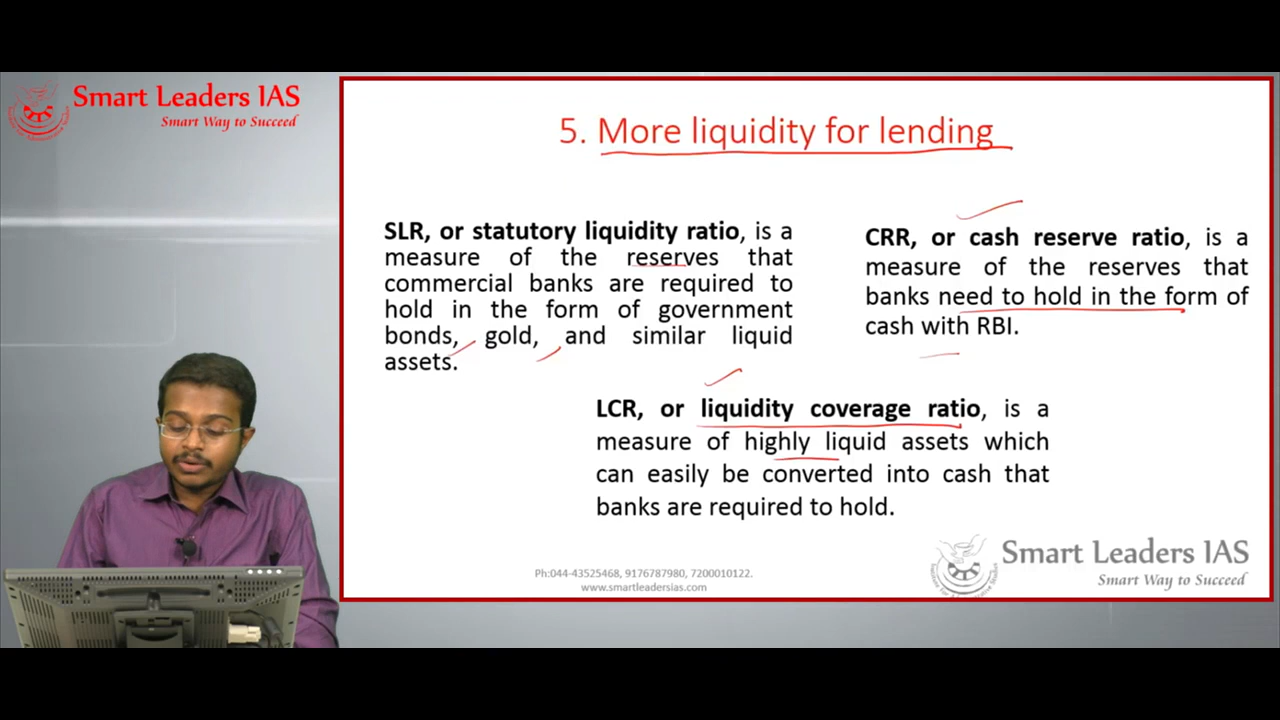 Smart Leaders IAS
Smart Way to Succeed
5. More liquidity for lending
SLR, or statutory liquidity ratio, is a
measure of the reserves that
commercial banks are required to
hold in the form of government
bonds, gold, and similar liquid
assets.
CRR, or cash reserve ratio, is a
measure of the reserves that
banks need to hold in the form of
cash with RBI.
LCR, or liquidity coverage ratio, is a
measure of highly liquid assets which
can easily be converted into cash that
banks are required to hold.
Ph:044-43525468, 9176787980, 7200010122.
www.smartleadersias.com
Smart Leaders IAS
Smart Way to Succeed